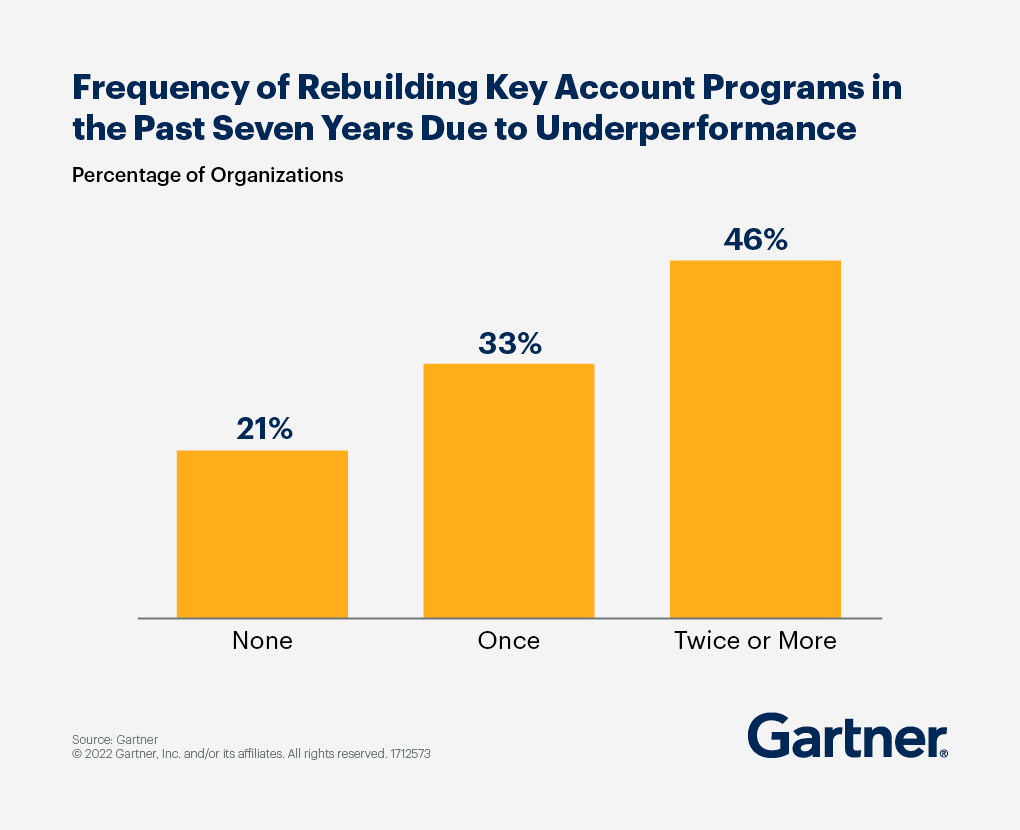 Frequency of Rebuilding Key Account Programs in
the Past Seven Years Due to Underperformance
Percentage of Organizations
21%
33%
46%
None
Once
Twice or More
Source: Gartner
© 2022 Gartner, Inc. and/or its affiliates. All rights reserved. 1712573
Gartner®